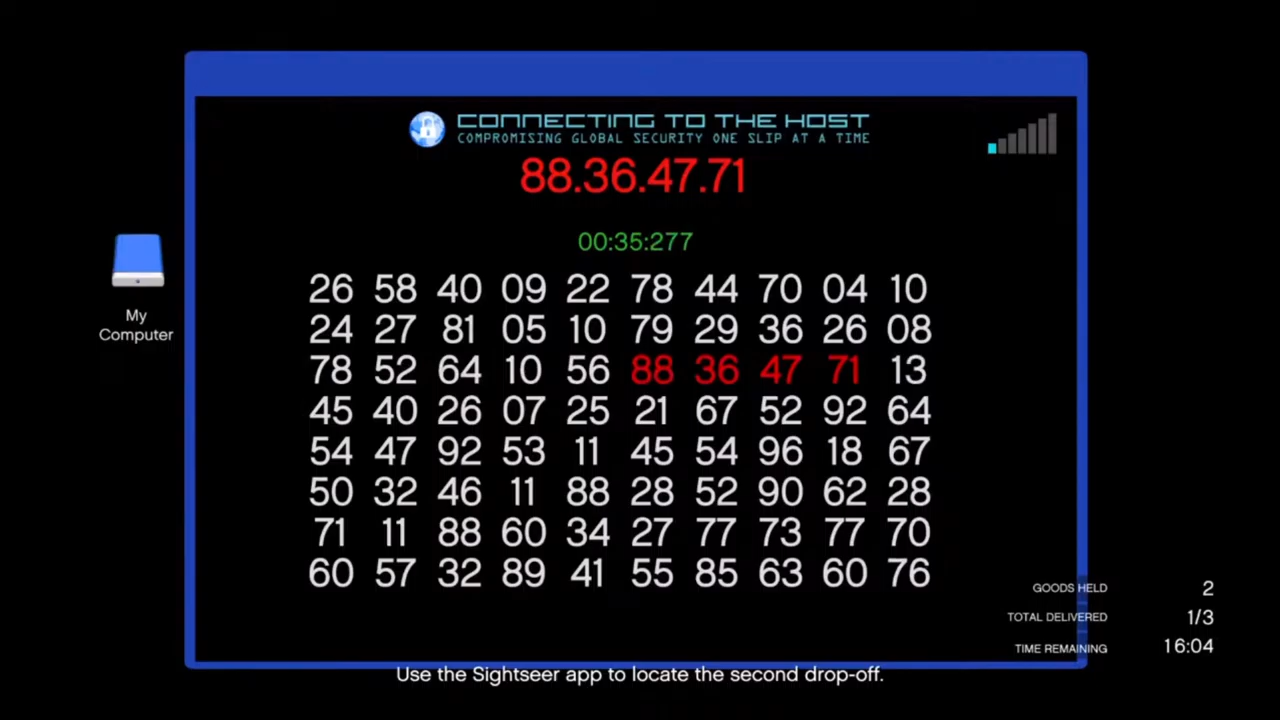 CONNECTING TO THE HOST
COMPROMISING GLOBAL SECURITY ONE SLIP AT A TIME
88.36.47.71
00:35:277
26 58 40 09 22 78 44 70 04 10
24 27 81 05 10 79 29 36 26 08
78 52 64 10 56 88 36 47 71 13
45 40 26 07 25 21 67 52 92 64
54 47 92 53 11 45 54 96 18 67
50 32 46 11 88 28 52 90 62 28
71 11 88 60 34 27 77 73 77 70
60 57 32 89 41 55 85 63 60 76
My
Computer
GOODS HELD 2
TOTAL DELIVERED 1/3
TIME REMAINING 16:04
Use the Sightseer app to locate the second drop-off.